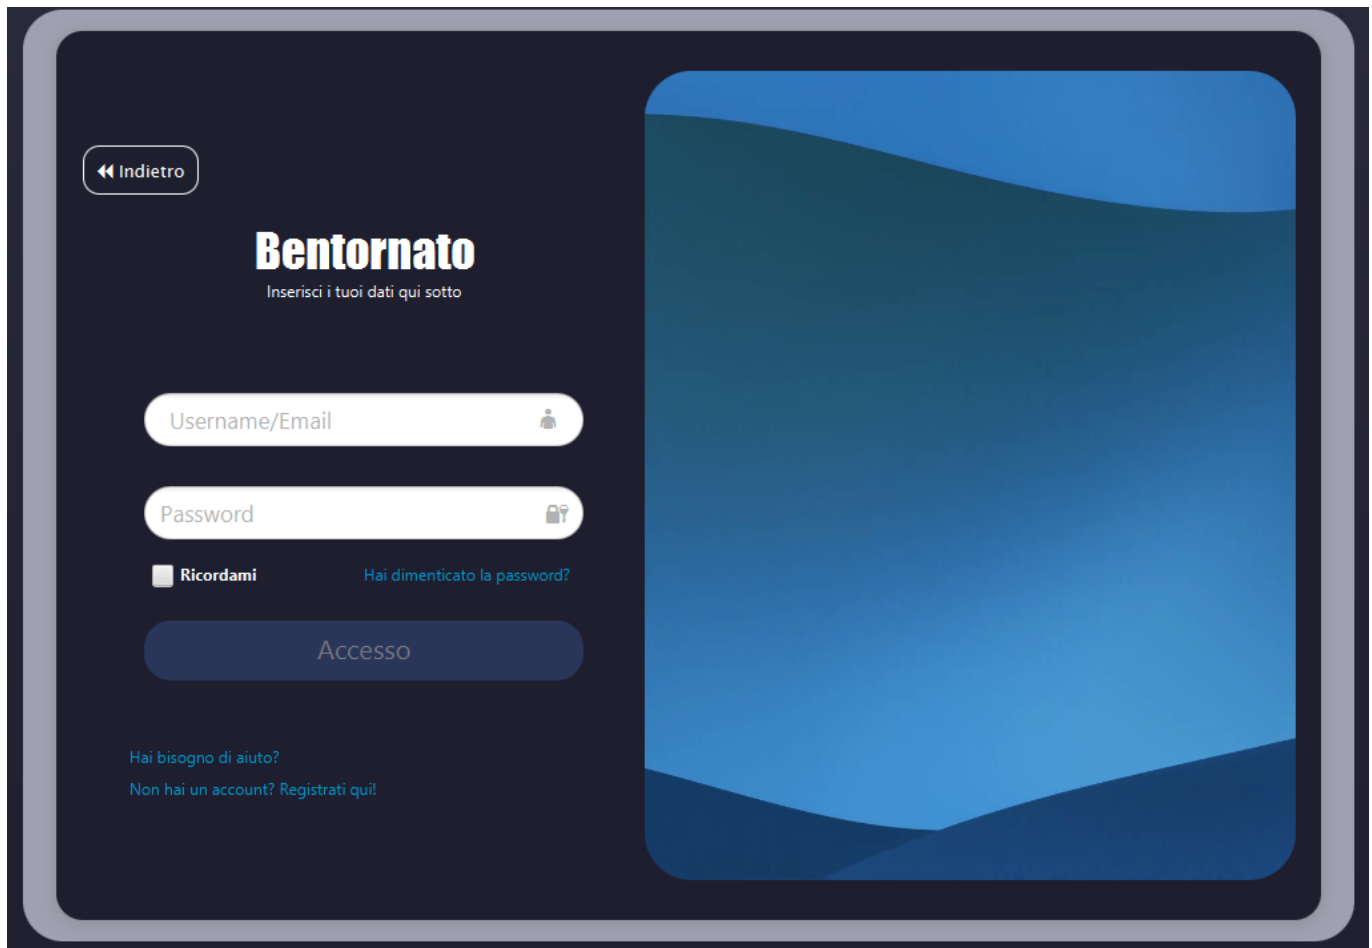 Indietro
Bentornato
Inserisci i tuoi dati qui sotto
Username/Email
Password
Ricordami
Hai dimenticato la password?
Accesso
Hai bisogno di aiuto?
Non hai un account? Registrati qui!